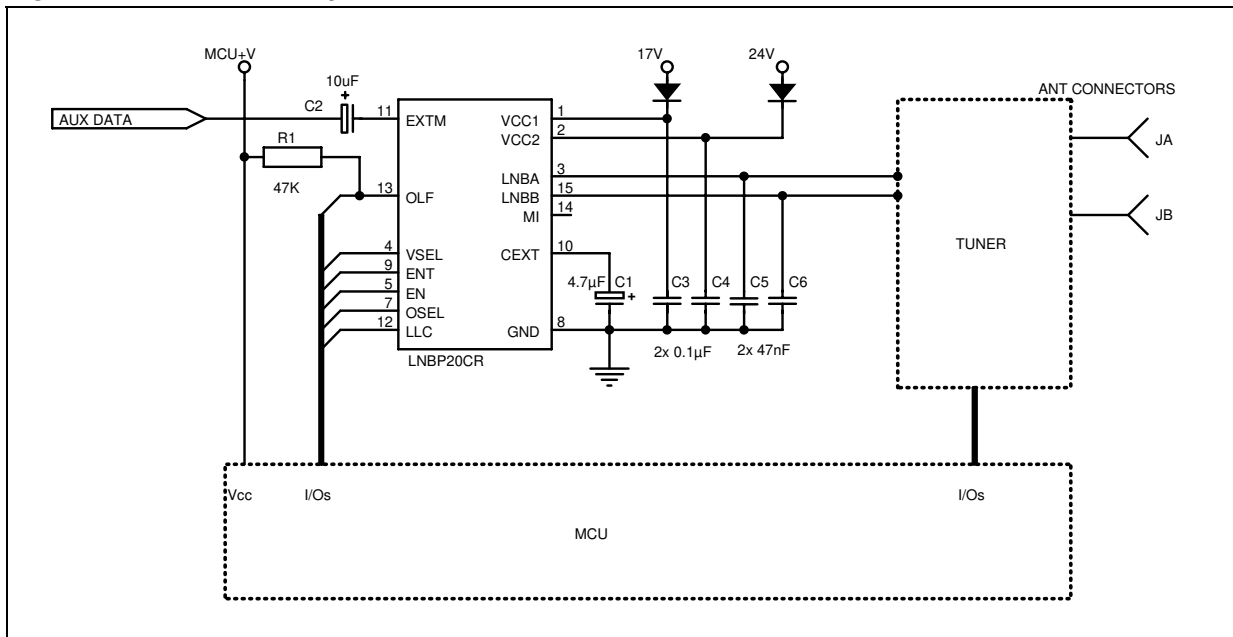 MCU+V
17V
24V
10uF
+
ANT CONNECTORS
C2
11
EXTM
VCC1
1
AUX DATA
VCC2
2
JA
R1
LNBA
3
47K
13
OLF
LNBB
15
MI
14
JB
TUNER
4
VSEL
CEXT
10
9
ENT
4.7µF
C1
+
C3
C4
C5
C6
5
EN
7
OSEL
12
LLC
GND
8
2x 0.1µF
2x 47nF
LNBP20CR
Vcc
I/Os
I/Os
MCU